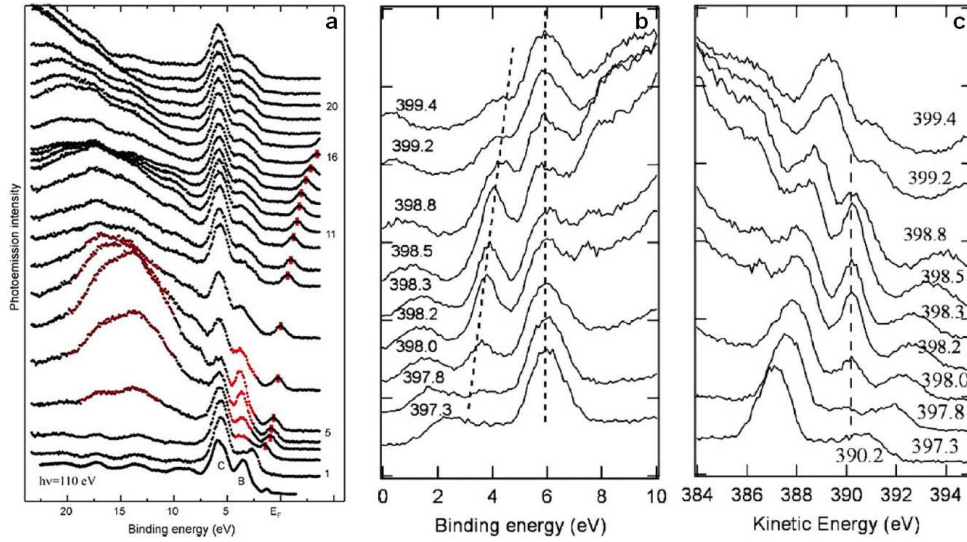 a
20
16
11
5
1
Photoemission intensity
C
B
hν=110 eV
20 15 10 5 E_F
Binding energy (eV)
b
399.4
399.2
398.8
398.5
398.3
398.2
398.0
397.8
397.3
0 2 4 6 8 10
Binding energy (eV)
c
399.4
399.2
398.8
398.5
398.3
398.2
398.0
397.8
397.3
390.2
384 386 388 390 392 394
Kinetic Energy (eV)